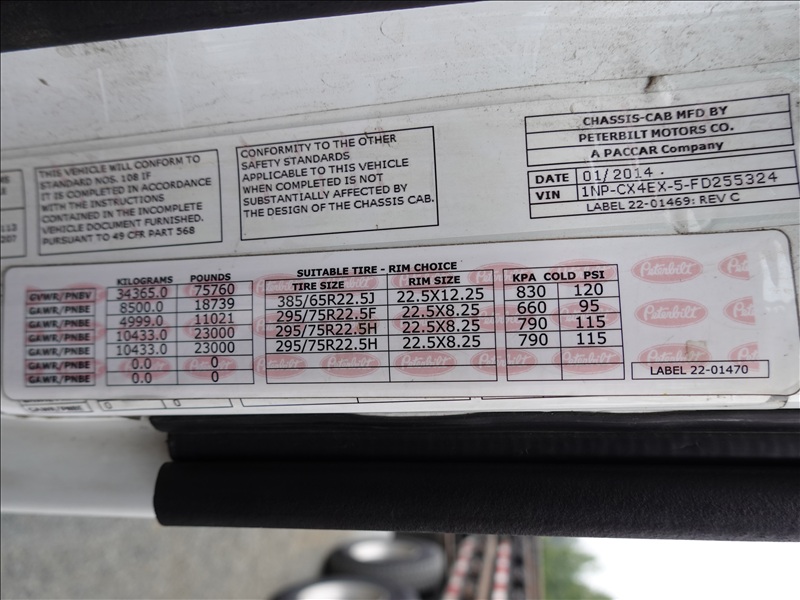 113
207
THIS VEHICLE WILL CONFORM TO
STANDARD NOS. 108 IF
IT IS COMPLETED IN ACCORDANCE
WITH THE INSTRUCTIONS
CONTAINED IN THE INCOMPLETE
VEHICLE DOCUMENT FURNISHED.
PURSUANT TO 49 CFR PART 568
CONFORMITY TO THE OTHER
SAFETY STANDARDS
APPLICABLE TO THIS VEHICLE
WHEN COMPLETED IS NOT
SUBSTANTIALLY AFFECTED BY
THE DESIGN OF THE CHASSIS CAB.
CHASSIS-CAB MFD BY
PETERBILT MOTORS CO.
A PACCAR Company
DATE 01/2014
VIN 1NP-CX4EX-5-FD255324
LABEL 22-01469: REV C
SUITABLE TIRE - RIM CHOICE
KILOGRAMS POUNDS TIRE SIZE RIM SIZE KPA COLD PSI
GVWR/PNBV 34365.0 75760
GAWR/PNBE 8500.0 18739 385/65R22.5J 22.5X12.25 830 120
GAWR/PNBE 4999.0 11021 295/75R22.5F 22.5X8.25 660 95
GAWR/PNBE 10433.0 23000 295/75R22.5H 22.5X8.25 790 115
GAWR/PNBE 10433.0 23000 295/75R22.5H 22.5X8.25 790 115
GAWR/PNBE 0.0 0
GAWR/PNBE 0.0 0
Peterbilt
Peterbilt
LABEL 22-01470
GAWR/PNBE 0 0